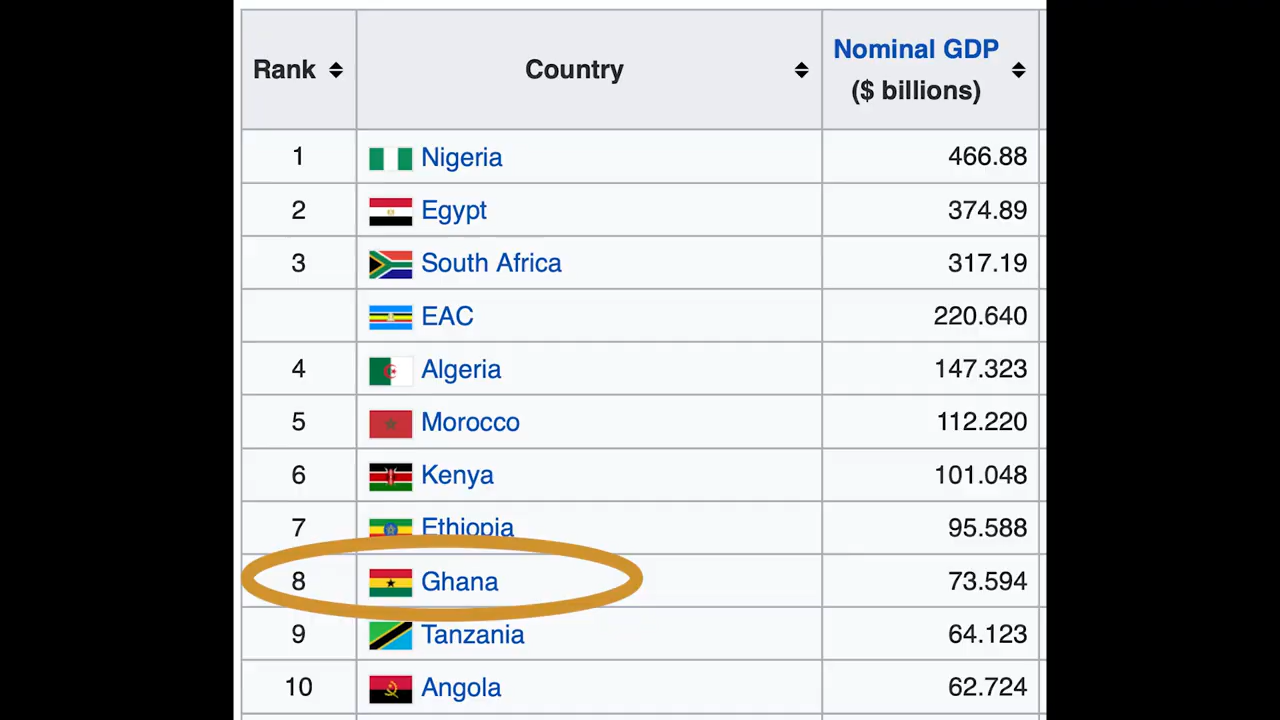 Rank Country Nominal GDP
($ billions)
1 Nigeria 466.88
2 Egypt 374.89
3 South Africa 317.19
EAC 220.640
4 Algeria 147.323
5 Morocco 112.220
6 Kenya 101.048
7 Ethiopia 95.588
8 Ghana 73.594
9 Tanzania 64.123
10 Angola 62.724